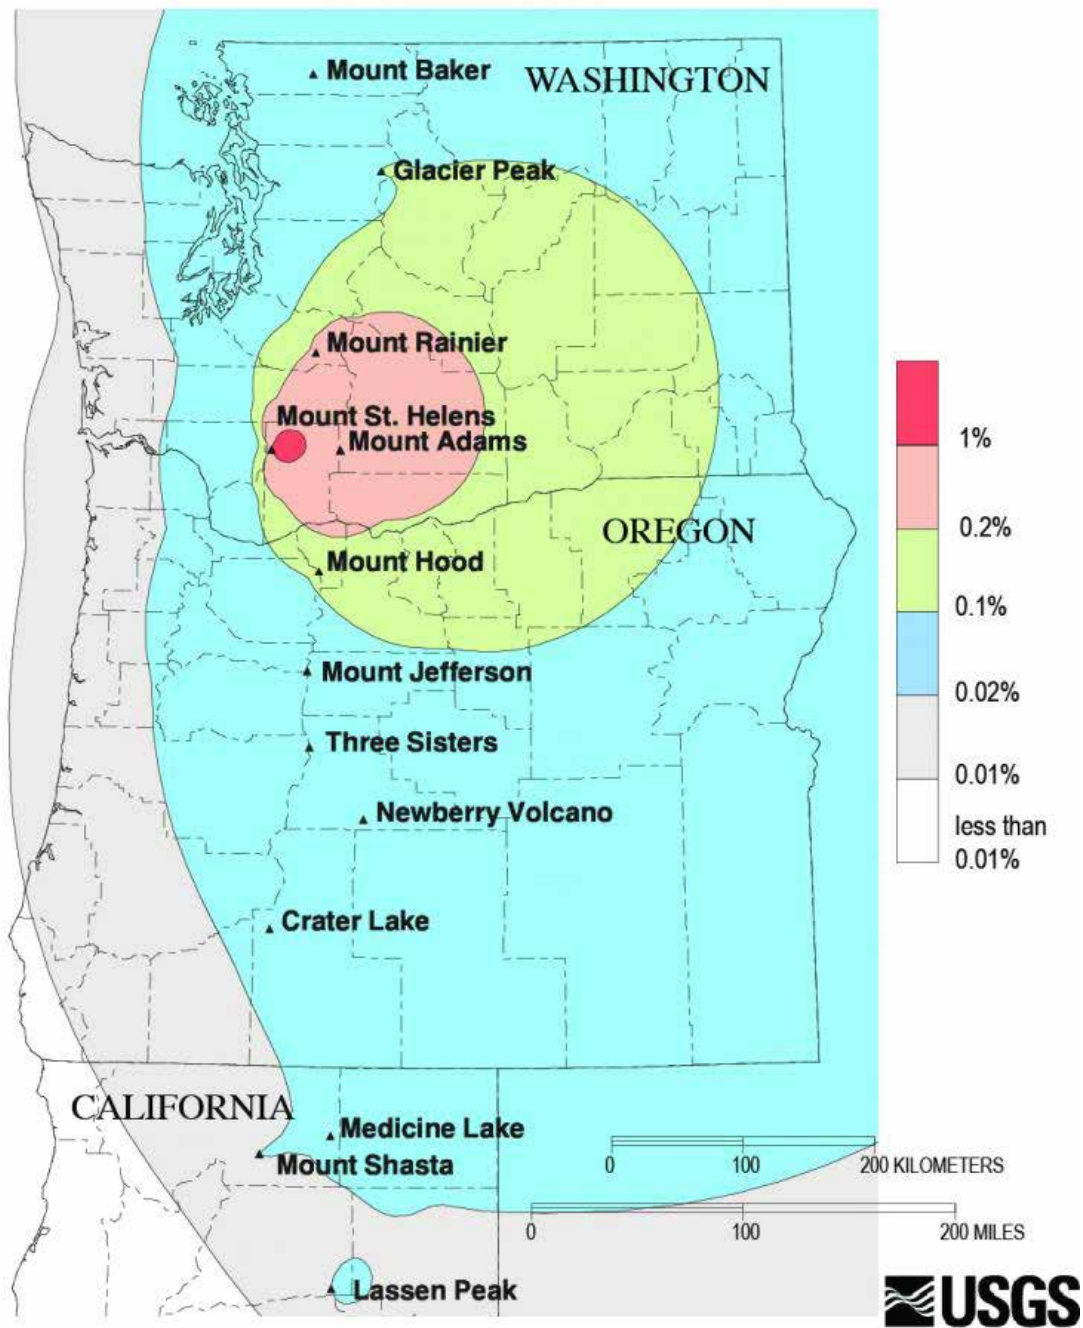 Mount Baker
WASHINGTON
Glacier Peak
Mount Rainier
Mount St. Helens
Mount Adams
1%
0.2%
OREGON
Mount Hood
0.1%
Mount Jefferson
0.02%
Three Sisters
0.01%
Newberry Volcano
less than
0.01%
Crater Lake
CALIFORNIA
Medicine Lake
Mount Shasta
0 100 200 KILOMETERS
0 100 200 MILES
Lassen Peak
USGS